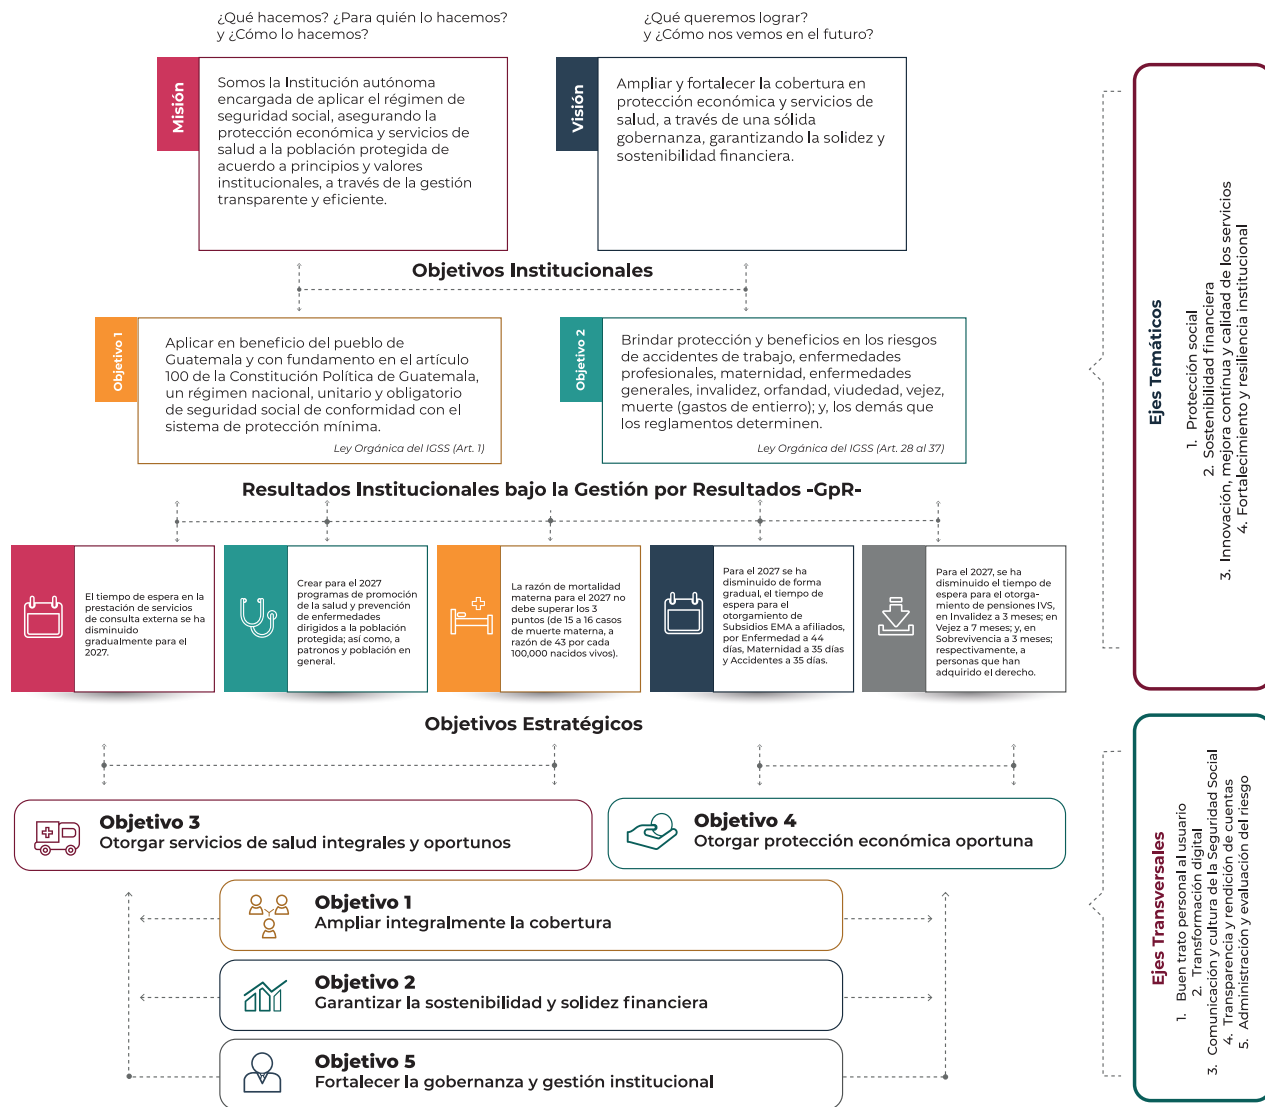 ¿Qué hacemos? ¿Para quién lo hacemos?
y ¿Cómo lo hacemos?
¿Qué queremos lograr?
y ¿Cómo nos vemos en el futuro?
Misión
Somos la Institución autónoma
encargada de aplicar el régimen de
seguridad social, asegurando la
protección económica y servicios de
salud a la población protegida de
acuerdo a principios y valores
institucionales, a través de la gestión
transparente y eficiente.
Visión
Ampliar y fortalecer la cobertura en
protección económica y servicios de
salud, a través de una sólida
gobernanza, garantizando la solidez y
sostenibilidad financiera.
Objetivos Institucionales
Objetivo 1
Aplicar en beneficio del pueblo de
Guatemala y con fundamento en el artículo
100 de la Constitución Política de Guatemala,
un régimen nacional, unitario y obligatorio
de seguridad social de conformidad con el
sistema de protección mínima.
Ley Orgánica del IGSS (Art. 1)
Objetivo 2
Brindar protección y beneficios en los riesgos
de accidentes de trabajo, enfermedades
profesionales, maternidad, enfermedades
generales, invalidez, orfandad, viudedad, vejez,
muerte (gastos de entierro); y, los demás que
los reglamentos determinen.
Ley Orgánica del IGSS (Art. 28 al 37)
Resultados Institucionales bajo la Gestión por Resultados -GpR-
El tiempo de espera en la
prestación de servicios
de consulta externa se ha
disminuido
gradualmente para el
2027.
Crear para el 2027
programas de promoción
de la salud y prevención
de enfermedades
dirigidos a la población
protegida; así como, a
patronos y población en
general.
La razón de mortalidad
materna para el 2027 no
debe superar los 3
puntos (de 15 a 16 casos
de muerte materna, a
razón de 43 por cada
100,000 nacidos vivos).
Para el 2027 se ha
disminuido de forma
gradual, el tiempo de
espera para el
otorgamiento de
Subsidios EMA a afiliados,
por Enfermedad a 44
días, Maternidad a 35 días
y Accidentes a 35 días.
Para el 2027, se ha
disminuido el tiempo de
espera para el otorga-
miento de pensiones IVS,
en Invalidez a 3 meses; en
Vejez a 7 meses; y, en
Sobrevivencia a 3 meses;
respectivamente, a
personas que han
adquirido el derecho.
Objetivos Estratégicos
Objetivo 3
Otorgar servicios de salud integrales y oportunos
Objetivo 4
Otorgar protección económica oportuna
Objetivo 1
Ampliar integralmente la cobertura
Objetivo 2
Garantizar la sostenibilidad y solidez financiera
Objetivo 5
Fortalecer la gobernanza y gestión institucional
Ejes Temáticos
1. Protección social
2. Sostenibilidad financiera
3. Innovación, mejora contínua y calidad de los servicios
4. Fortalecimiento y resiliencia institucional
Ejes Transversales
1. Buen trato personal al usuario
2. Transformación digital
3. Comunicación y cultura de la Seguridad Social
4. Transparencia y rendición de cuentas
5. Administración y evaluación del riesgo